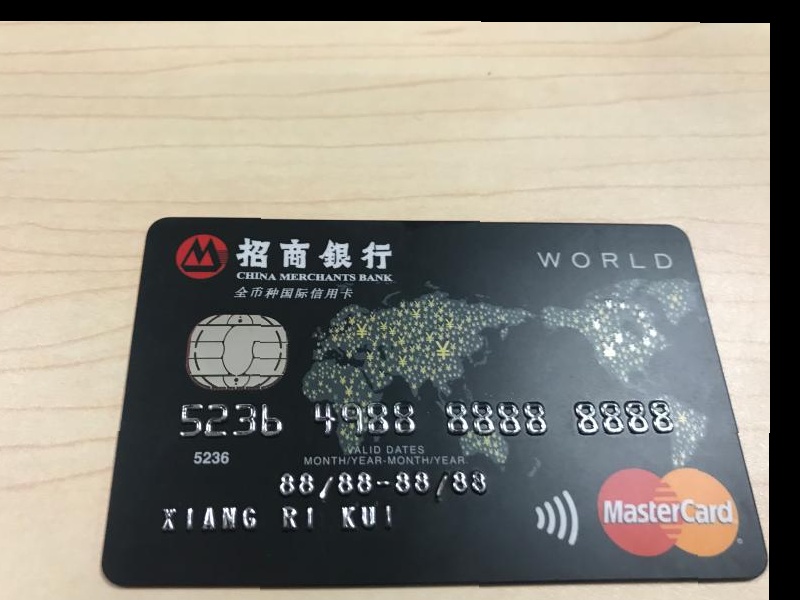 招商銀行
CHINA MERCHANTS BANK
全币种国际信用卡
WORLD
5236 4988 8888 8888
5236
VALID DATES
MONTH/YEAR-MONTH/YEAR
88/88-88/88
XIANG RI KUI
MasterCard